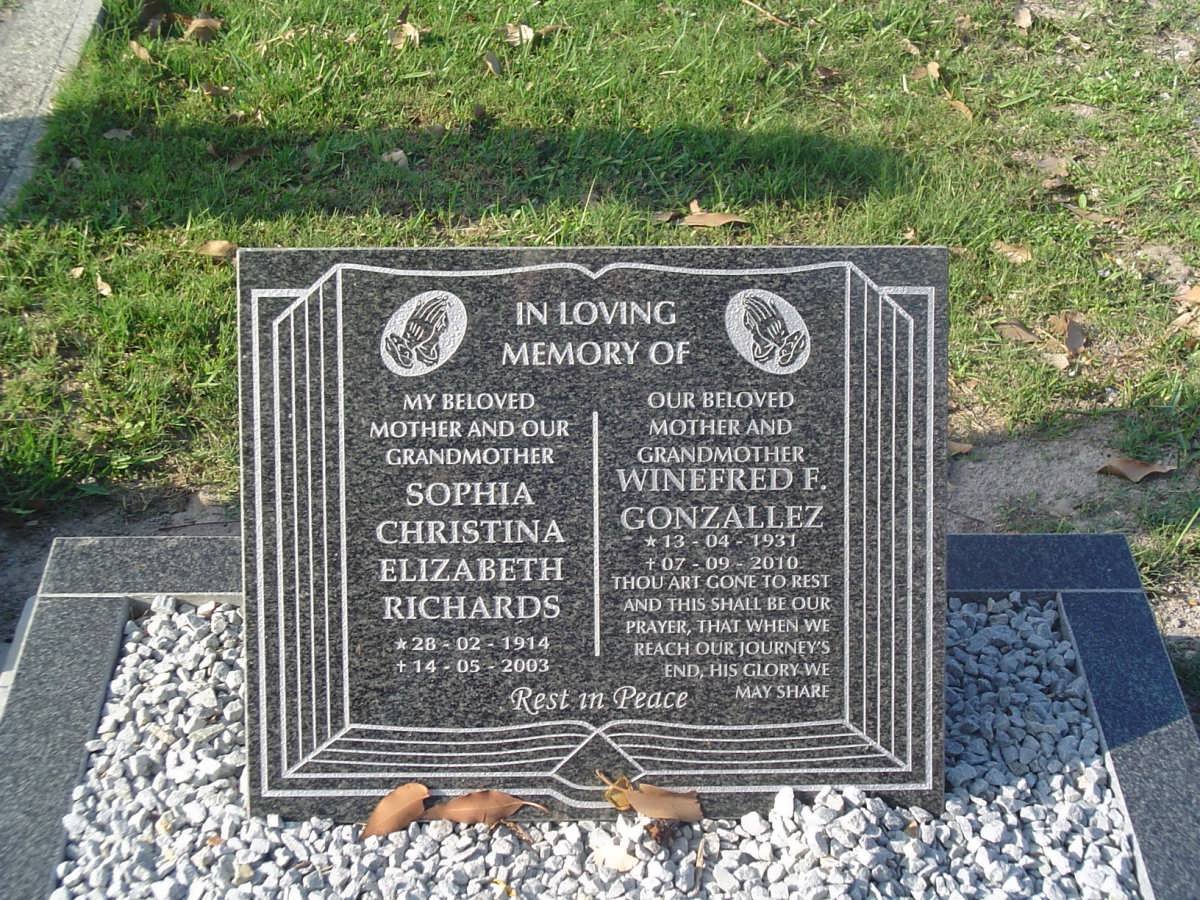 IN LOVING
MEMORY OF
MY BELOVED
MOTHER AND OUR
GRANDMOTHER
SOPHIA
CHRISTINA
ELIZABETH
RICHARDS
★ 28 - 02 - 1914
✝ 14 - 05 - 2003
OUR BELOVED
MOTHER AND
GRANDMOTHER
WINEFRED F.
GONZALLEZ
★ 13 - 04 - 1931
✝ 07 - 09 - 2010
THOU ART GONE TO REST
AND THIS SHALL BE OUR
PRAYER, THAT WHEN WE
REACH OUR JOURNEY'S
END, HIS GLORY WE
MAY SHARE
Rest in Peace